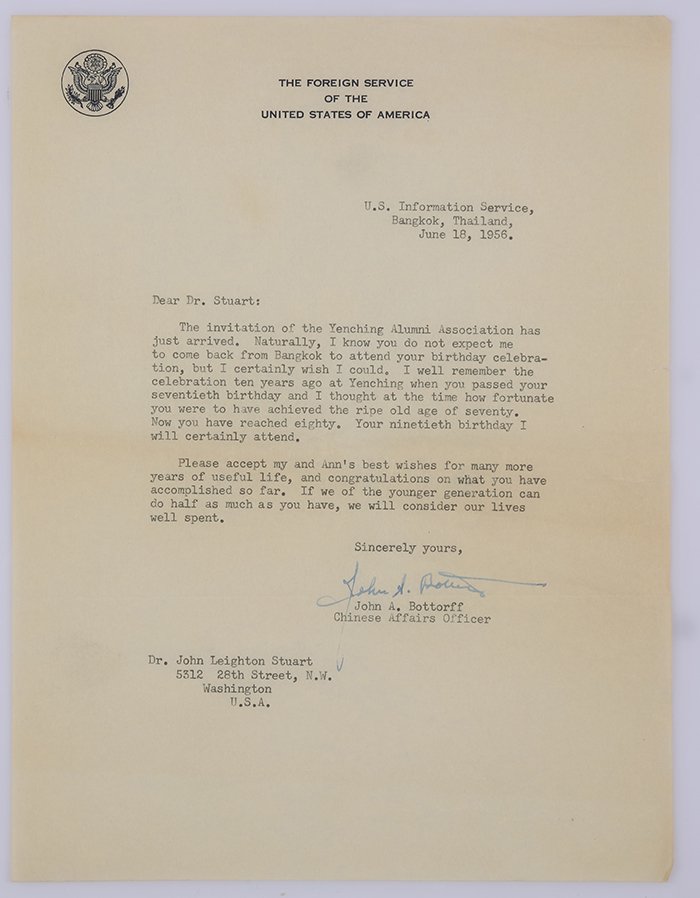 THE FOREIGN SERVICE
OF THE
UNITED STATES OF AMERICA
U.S. Information Service,
Bangkok, Thailand,
June 18, 1956.
Dear Dr. Stuart:
The invitation of the Yenching Alumni Association has
just arrived. Naturally, I know you do not expect me
to come back from Bangkok to attend your birthday celebra-
tion, but I certainly wish I could. I well remember the
celebration ten years ago at Yenching when you passed your
seventieth birthday and I thought at the time how fortunate
you were to have achieved the ripe old age of seventy.
Now you have reached eighty. Your ninetieth birthday I
will certainly attend.
Please accept my and Ann's best wishes for many more
years of useful life, and congratulations on what you have
accomplished so far. If we of the younger generation can
do half as much as you have, we will consider our lives
well spent.
Sincerely yours,
John A. Bottorff
John A. Bottorff
Chinese Affairs Officer
Dr. John Leighton Stuart
5312 28th Street, N.W.
Washington
U.S.A.